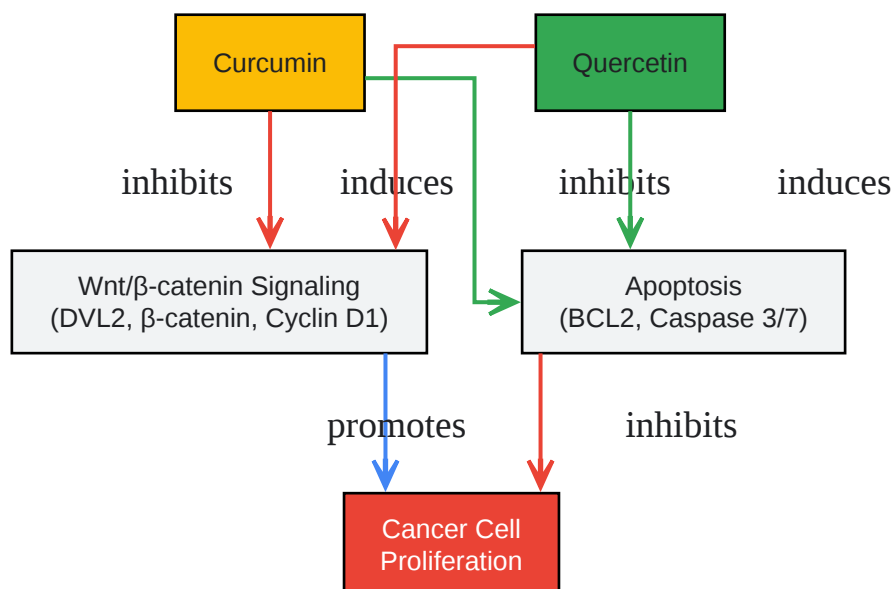 Curcumin
Quercetin
inhibits
induces
inhibits
induces
Wnt/β-catenin Signaling
(DVL2, β-catenin, Cyclin D1)
Apoptosis
(BCL2, Caspase 3/7)
promotes
inhibits
Cancer Cell
Proliferation